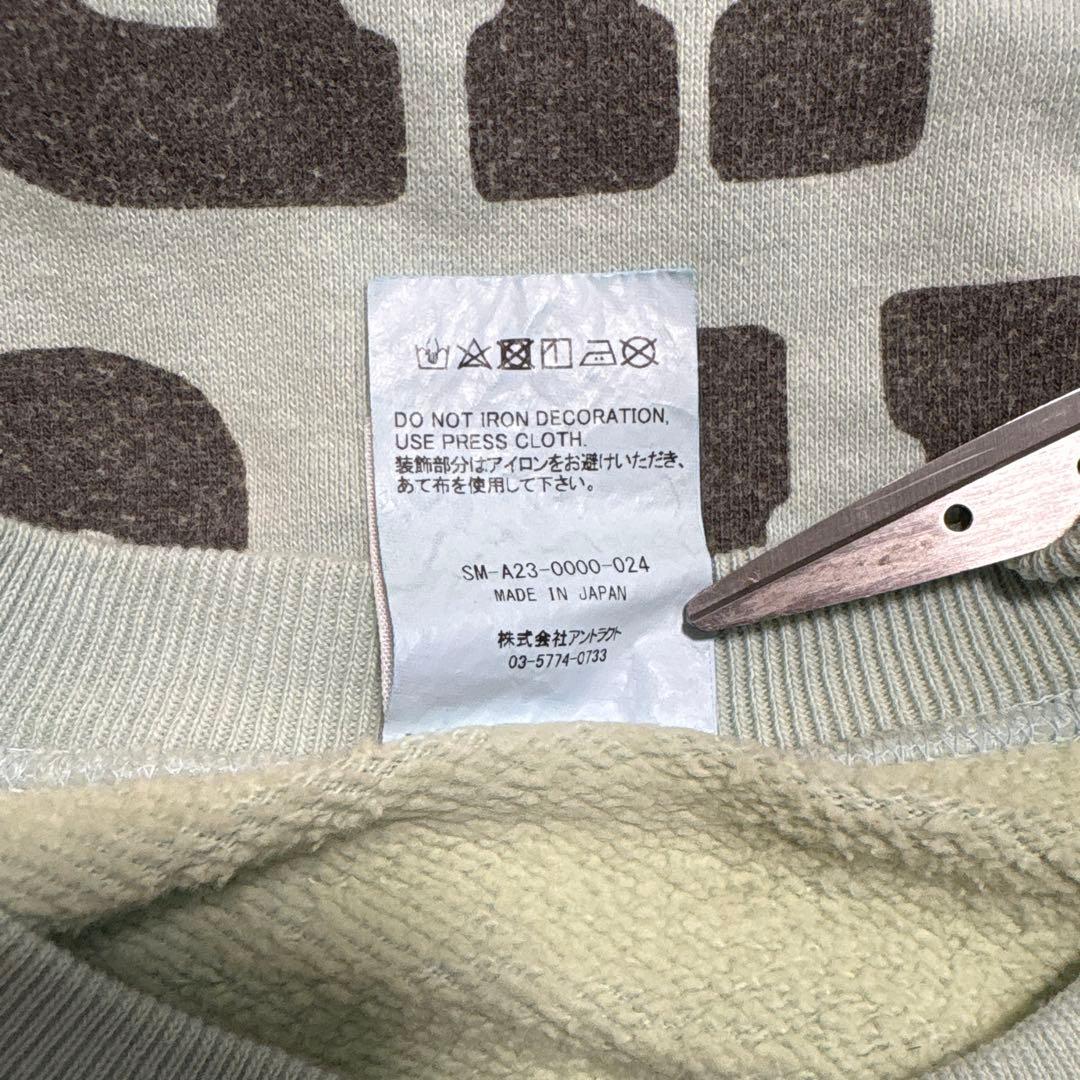 DO NOT IRON DECORATION,
USE PRESS CLOTH.
装飾部分はアイロンをお避けいただき、
あて布を使用して下さい。
SM-A23-0000-024
MADE IN JAPAN
株式会社アントラクト
03-5774-0733